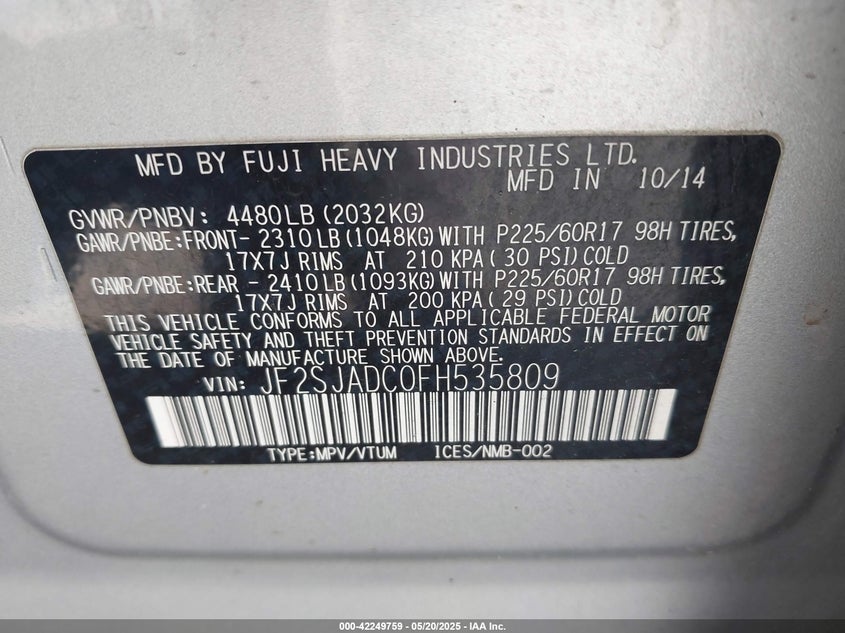 MFD BY FUJI HEAVY INDUSTRIES LTD.
MFD IN 10/14
GVWR/PNBV: 4480LB (2032KG)
GAWR/PNBE:FRONT- 2310LB (1048KG) WITH P225/60R17 98H TIRES,
17X7J RIMS AT 210 KPA ( 30 PSI) COLD
GAWR/PNBE:REAR - 2410LB (1093KG) WITH P225/60R17 98H TIRES,
17X7J RIMS AT 200 KPA ( 29 PSI) COLD
THIS VEHICLE CONFORMS TO ALL APPLICABLE FEDERAL MOTOR
VEHICLE SAFETY AND THEFT PREVENTION STANDARDS IN EFFECT ON
THE DATE OF MANUFACTURE SHOWN ABOVE.
VIN: JF2SJADC0FH535809
TYPE:MPV/VTUM ICES/NMB-002
000-42249759 - 05/20/2025 - IAA Inc.